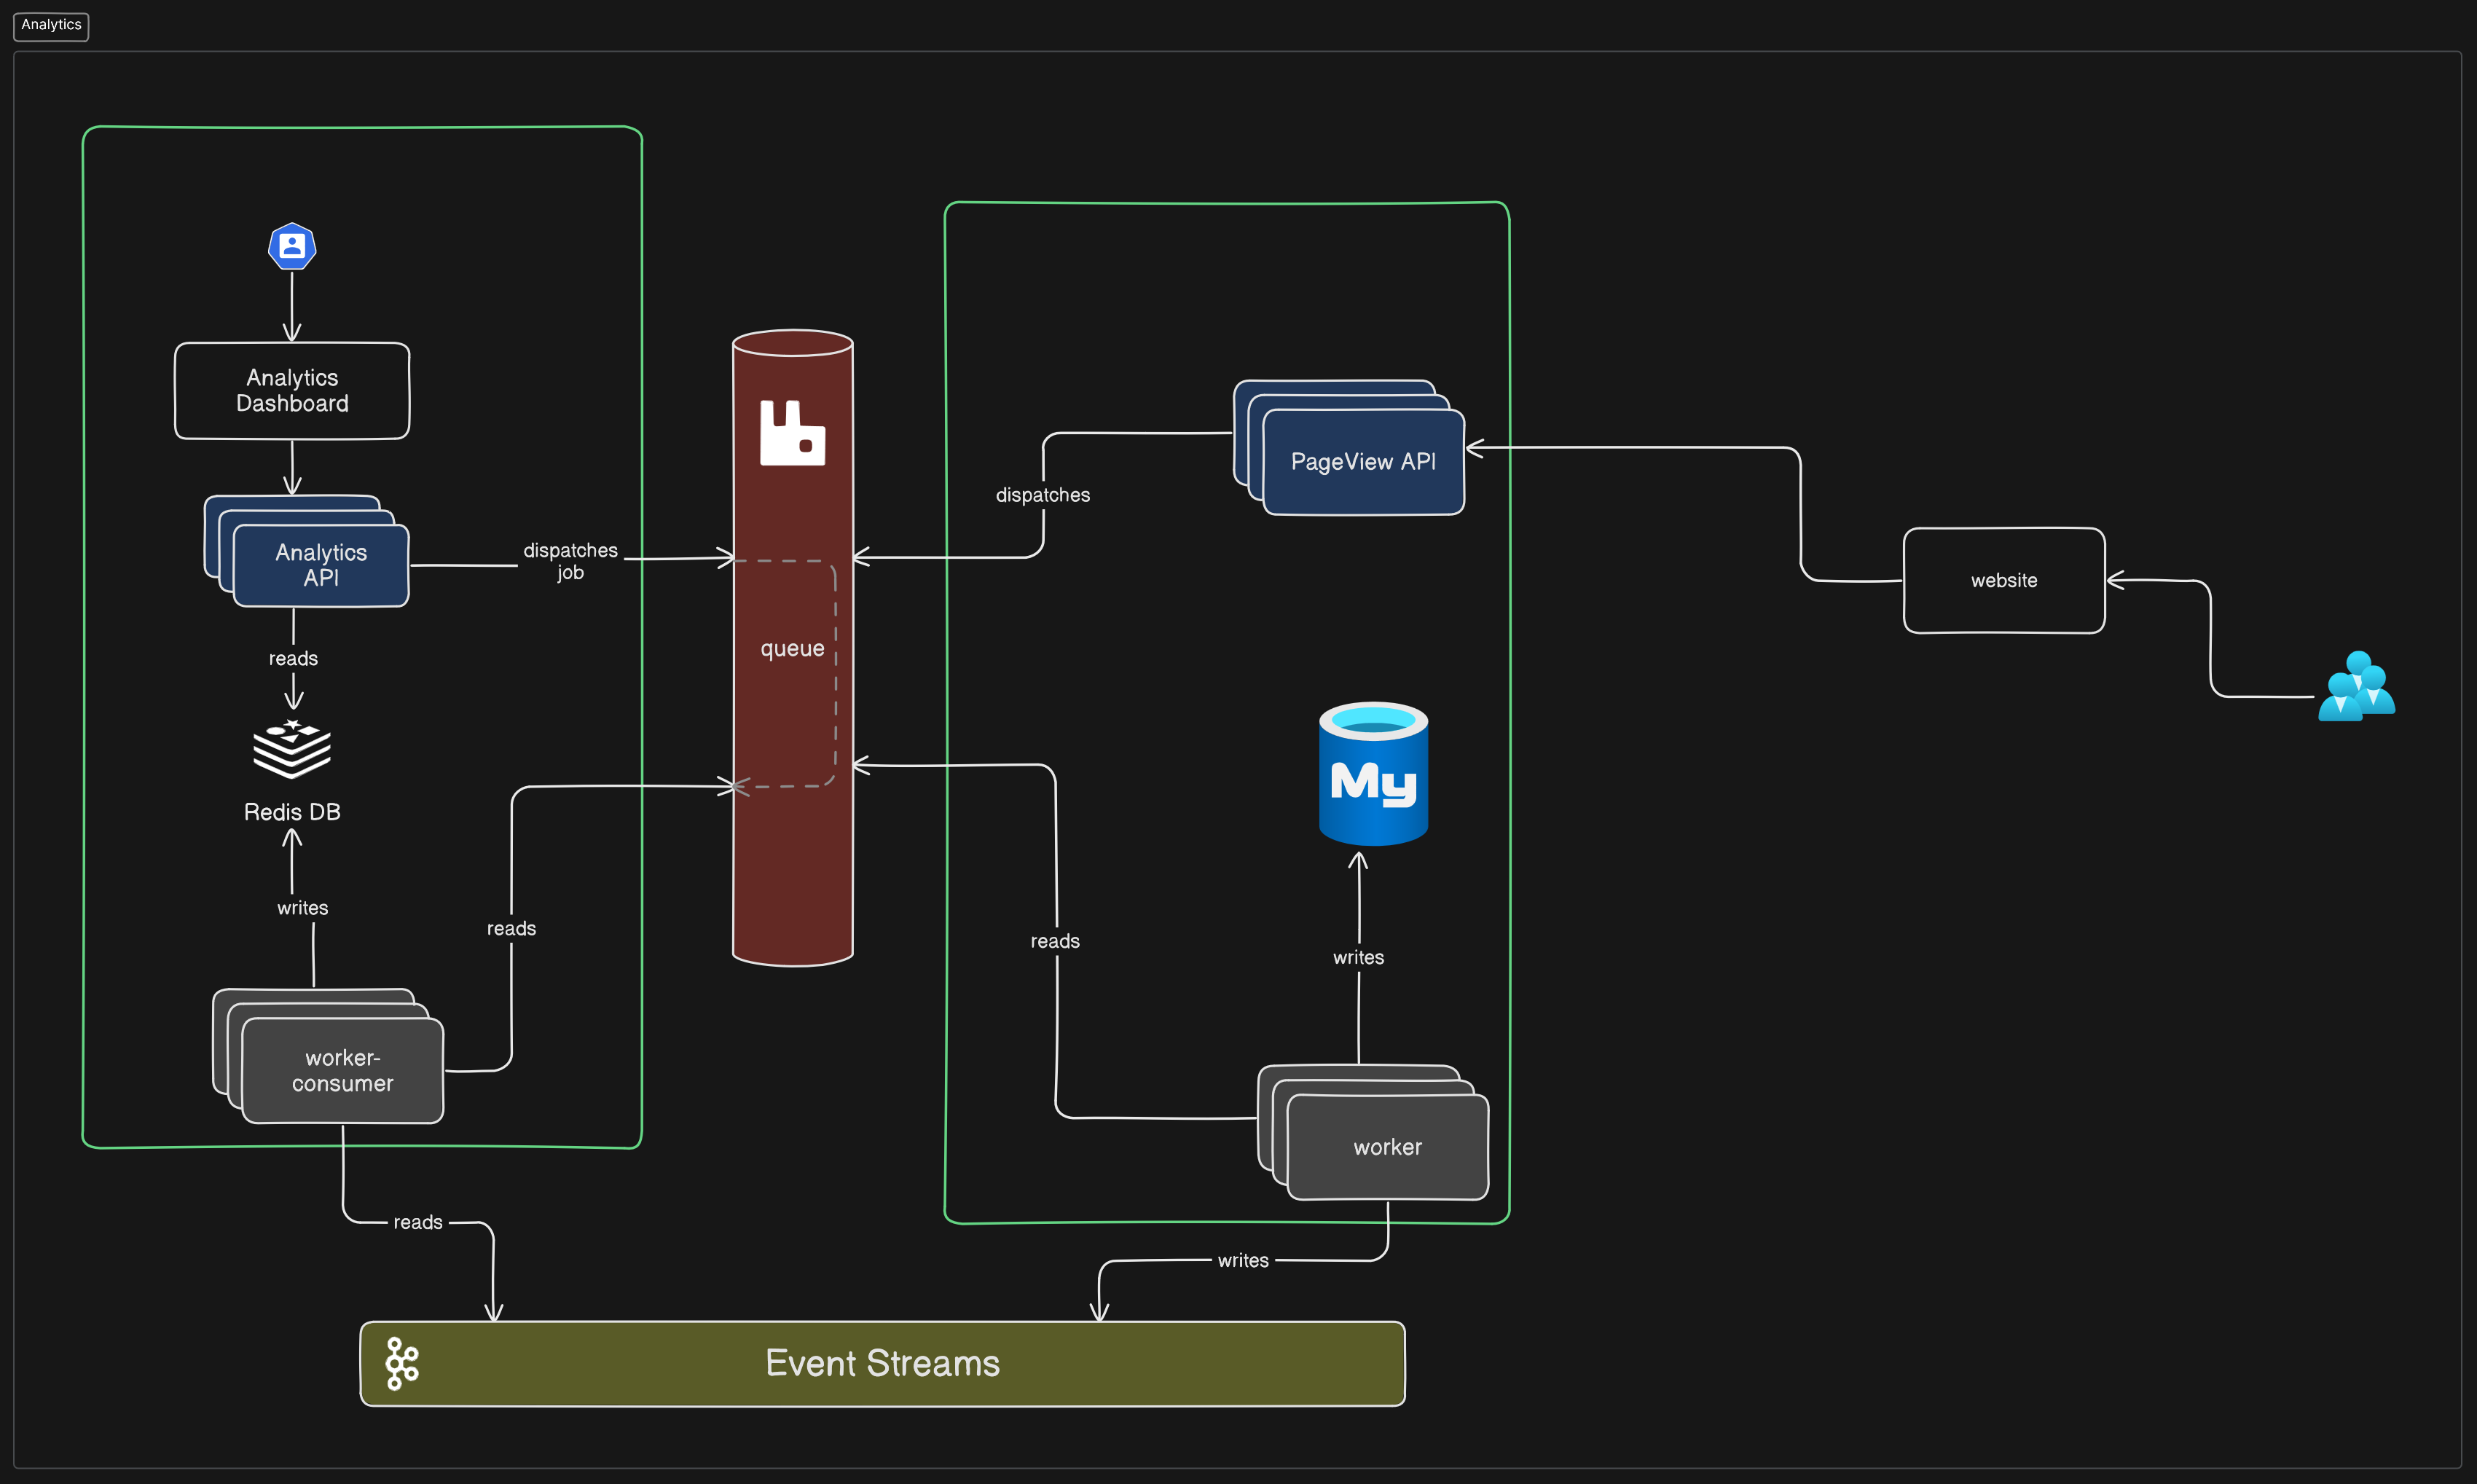 Analytics
Analytics
Dashboard
Analytics
API
dispatches
job
reads
Redis DB
writes
worker-
consumer
reads
reads
queue
dispatches
PageView API
website
My
reads
writes
worker
writes
Event Streams